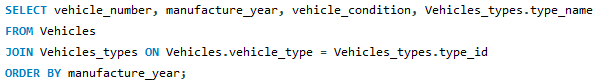 SELECT vehicle_number, manufacture_year, vehicle_condition, Vehicles_types.type_name
FROM Vehicles
JOIN Vehicles_types ON Vehicles.vehicle_type = Vehicles_types.type_id
ORDER BY manufacture_year;